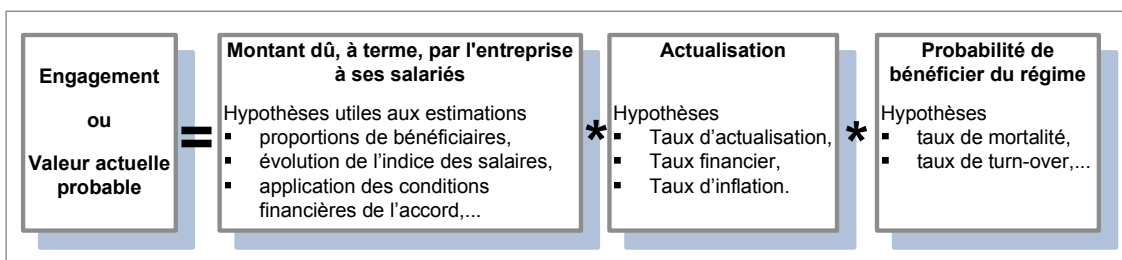 Engagement
ou
Valeur actuelle
probable
=
Montant dû, à terme, par l'entreprise
à ses salariés
Hypothèses utiles aux estimations
▪ proportions de bénéficiaires,
▪ évolution de l'indice des salaires,
▪ application des conditions
financières de l'accord,...
*
Actualisation
Hypothèses
▪ Taux d'actualisation,
▪ Taux financier,
▪ Taux d'inflation.
*
Probabilité de
bénéficier du régime
Hypothèses
▪ taux de mortalité,
▪ taux de turn-over,...